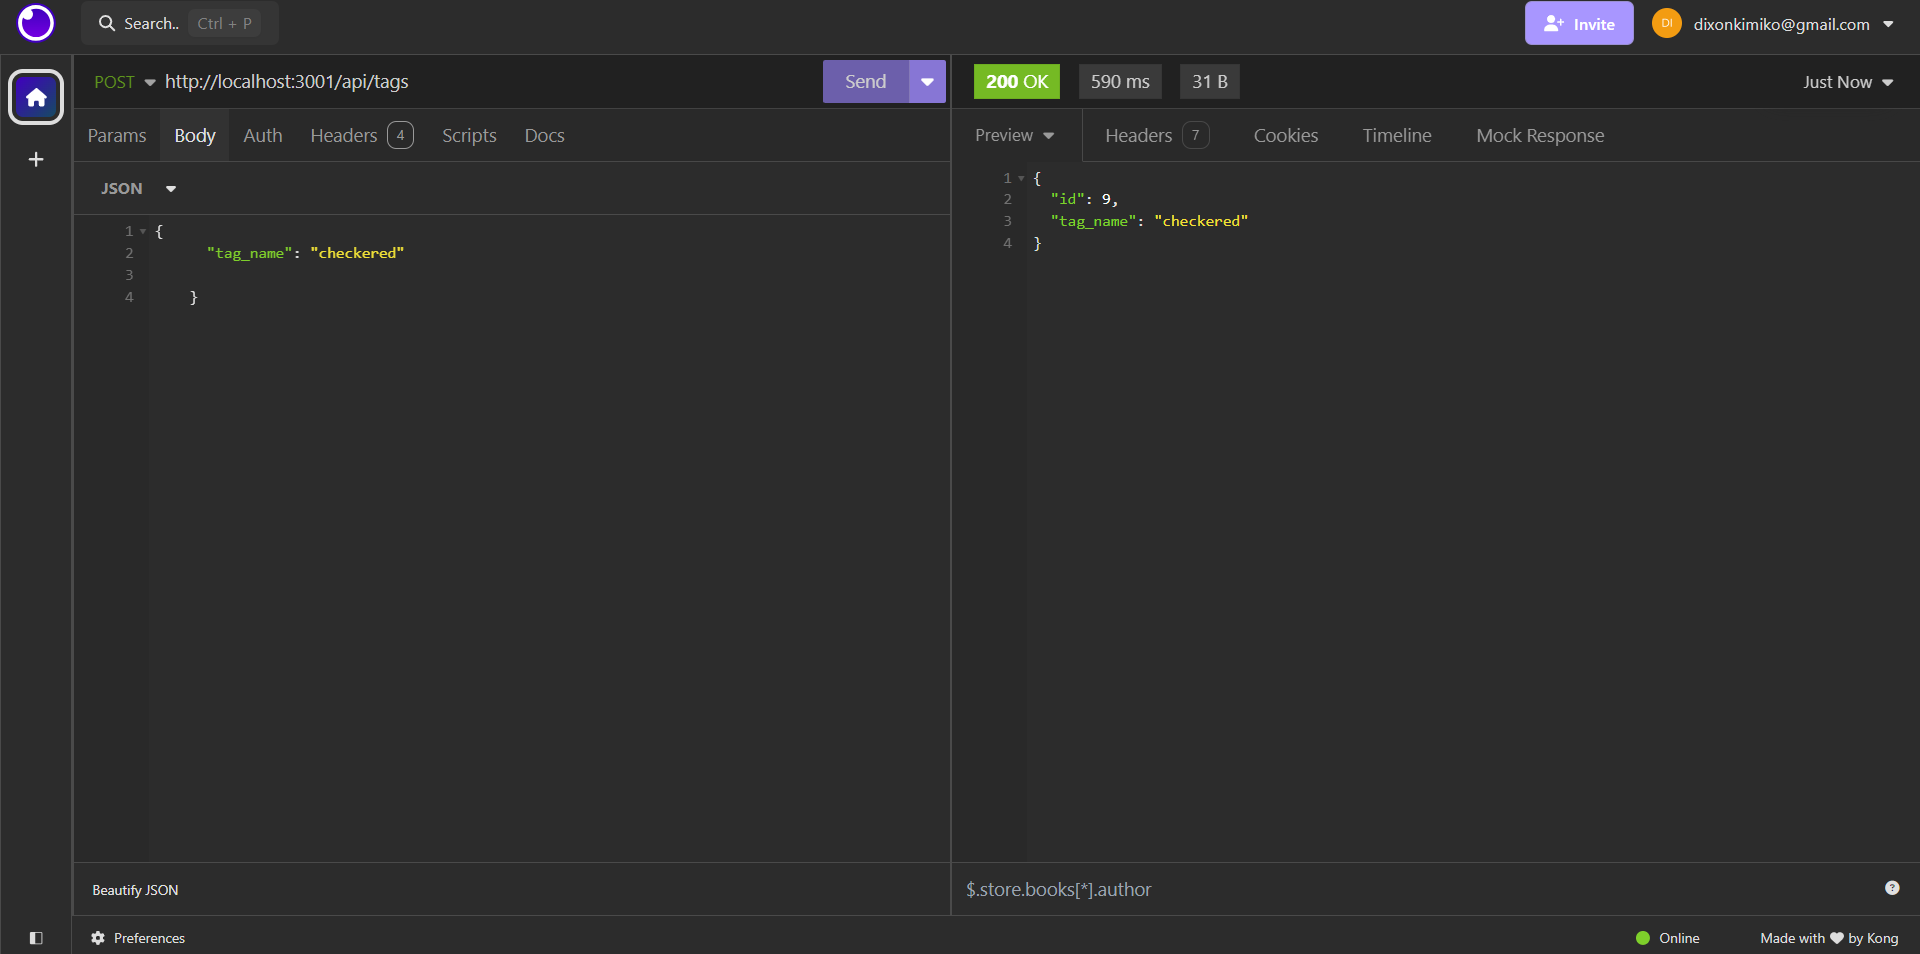 Search.. Ctrl + P
Invite
DI dixonkimiko@gmail.com
POST http://localhost:3001/api/tags
Send
200 OK 590 ms 31 B
Just Now
Params Body Auth Headers 4 Scripts Docs
Preview Headers 7 Cookies Timeline Mock Response
JSON
1 {
2 "tag_name": "checkered"
3
4 }
1 {
2 "id": 9,
3 "tag_name": "checkered"
4 }
Beautify JSON
$.store.books[*].author
?
Preferences
Online
Made with ♥ by Kong